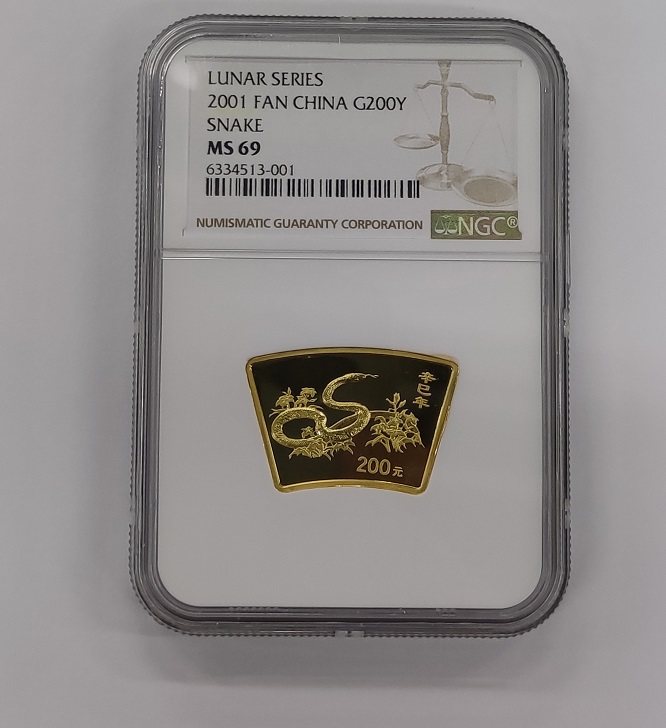 LUNAR SERIES
2001 FAN CHINA G200Y
SNAKE
MS 69
6334513-001
NUMISMATIC GUARANTY CORPORATION NGC®
辛巳年
200元